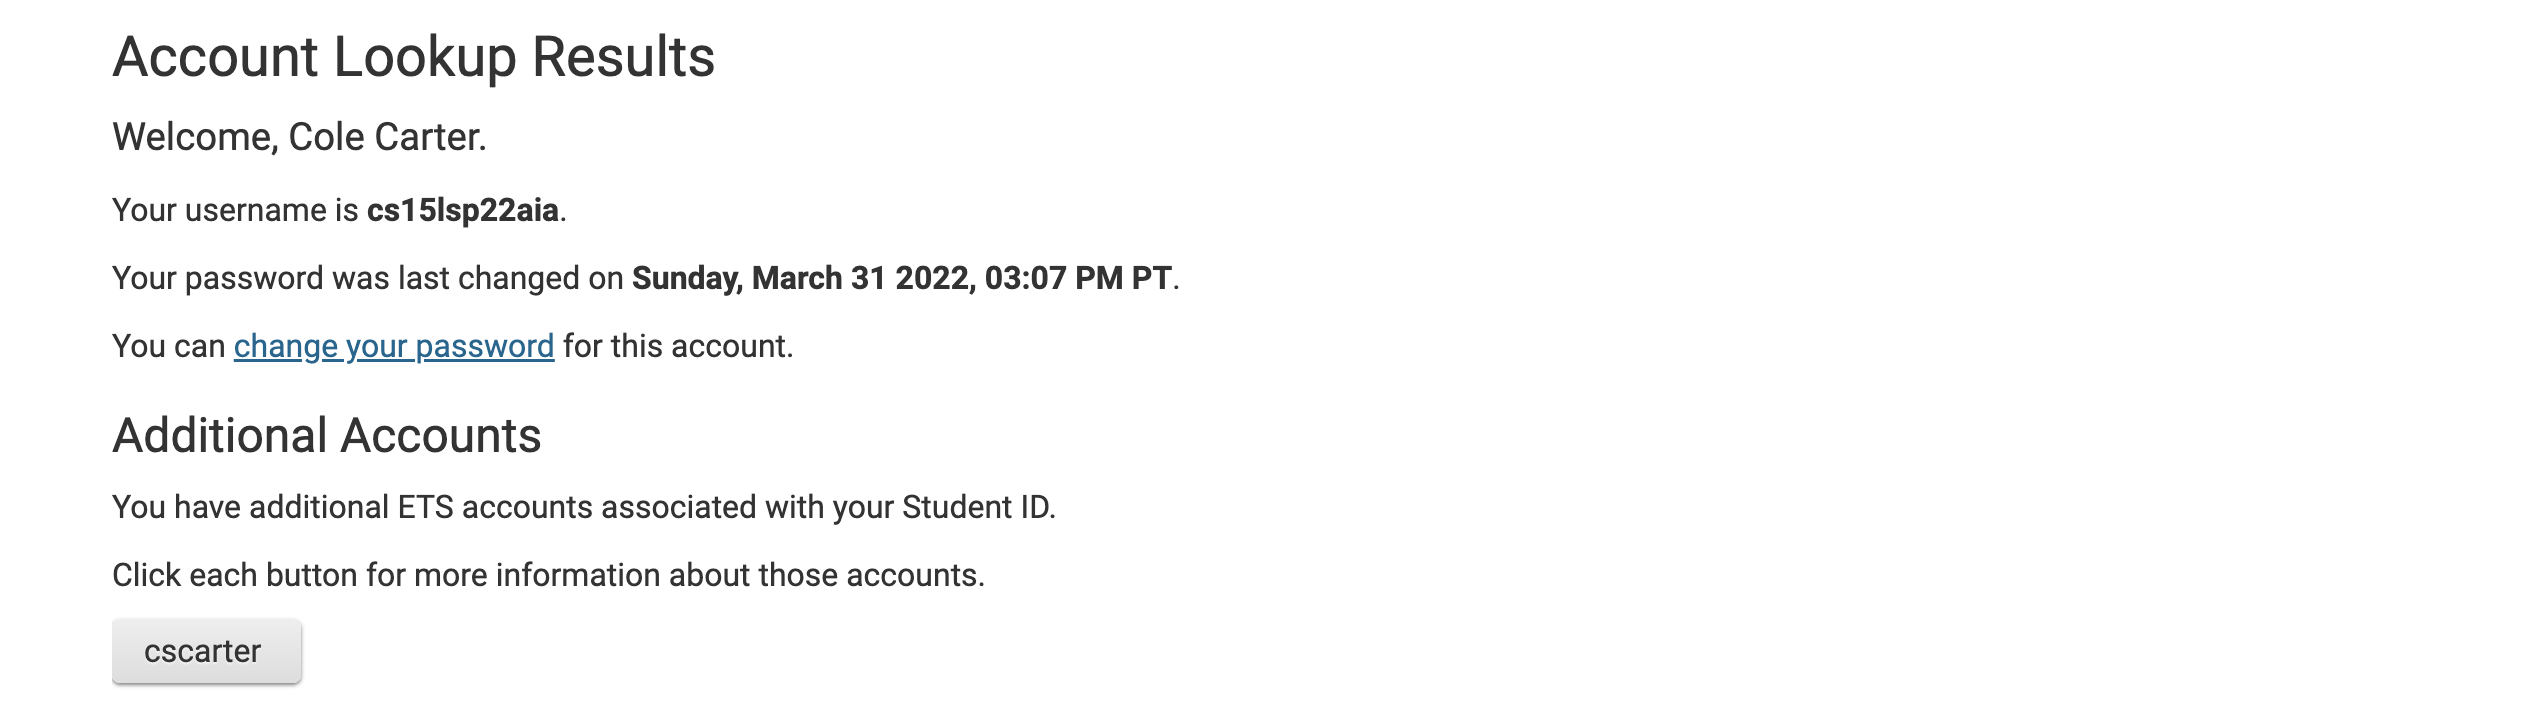 Account Lookup Results
Welcome, Cole Carter.
Your username is cs15lsp22aia.
Your password was last changed on Sunday, March 31 2022, 03:07 PM PT.
You can change your password for this account.
Additional Accounts
You have additional ETS accounts associated with your Student ID.
Click each button for more information about those accounts.
cscarter